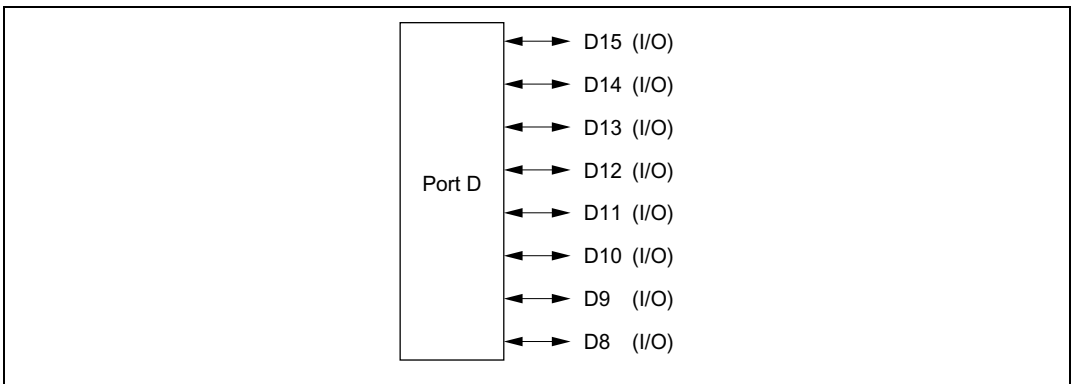 D15 (I/O)
D14 (I/O)
D13 (I/O)
D12 (I/O)
Port D
D11 (I/O)
D10 (I/O)
D9 (I/O)
D8 (I/O)